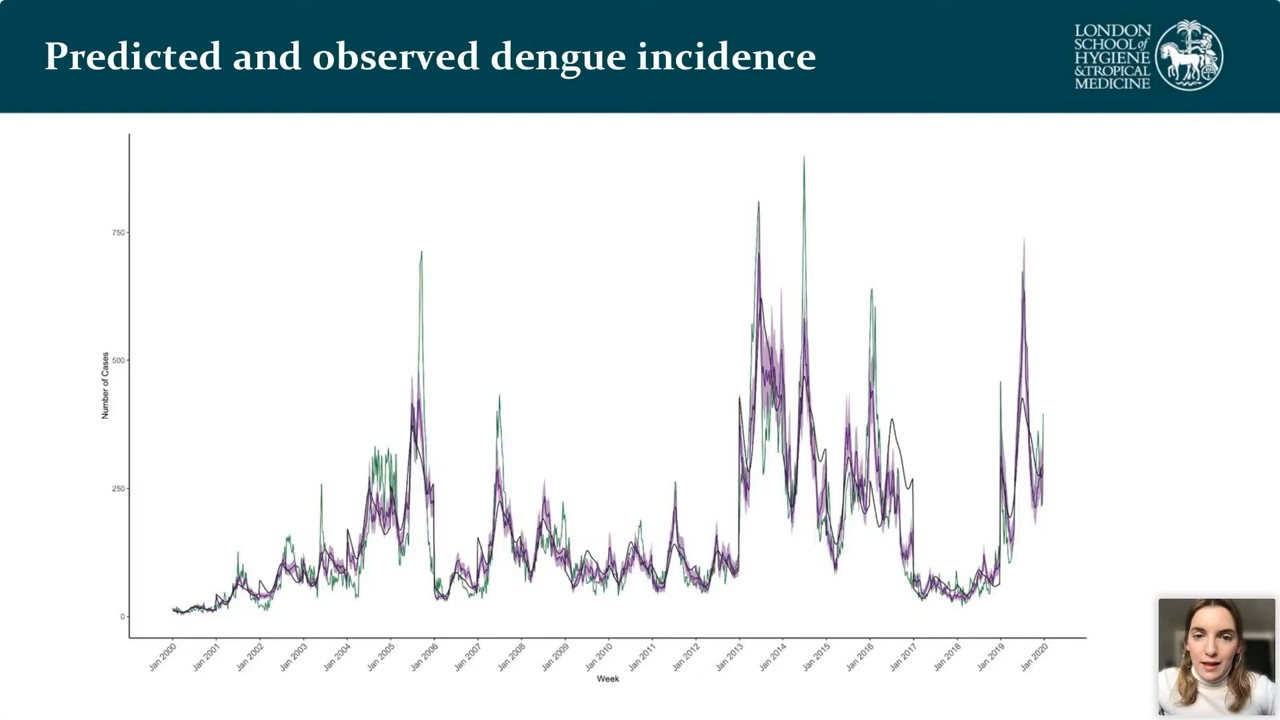 Predicted and observed dengue incidence
LONDON
SCHOOL of
HYGIENE
& TROPICAL
MEDICINE
750
500
250
0
Number of Cases
Jan 2000
Jan 2001
Jan 2002
Jan 2003
Jan 2004
Jan 2005
Jan 2006
Jan 2007
Jan 2008
Jan 2009
Jan 2010
Jan 2011
Jan 2012
Jan 2013
Jan 2014
Jan 2015
Jan 2016
Jan 2017
Jan 2018
Jan 2019
Jan 2020
Week